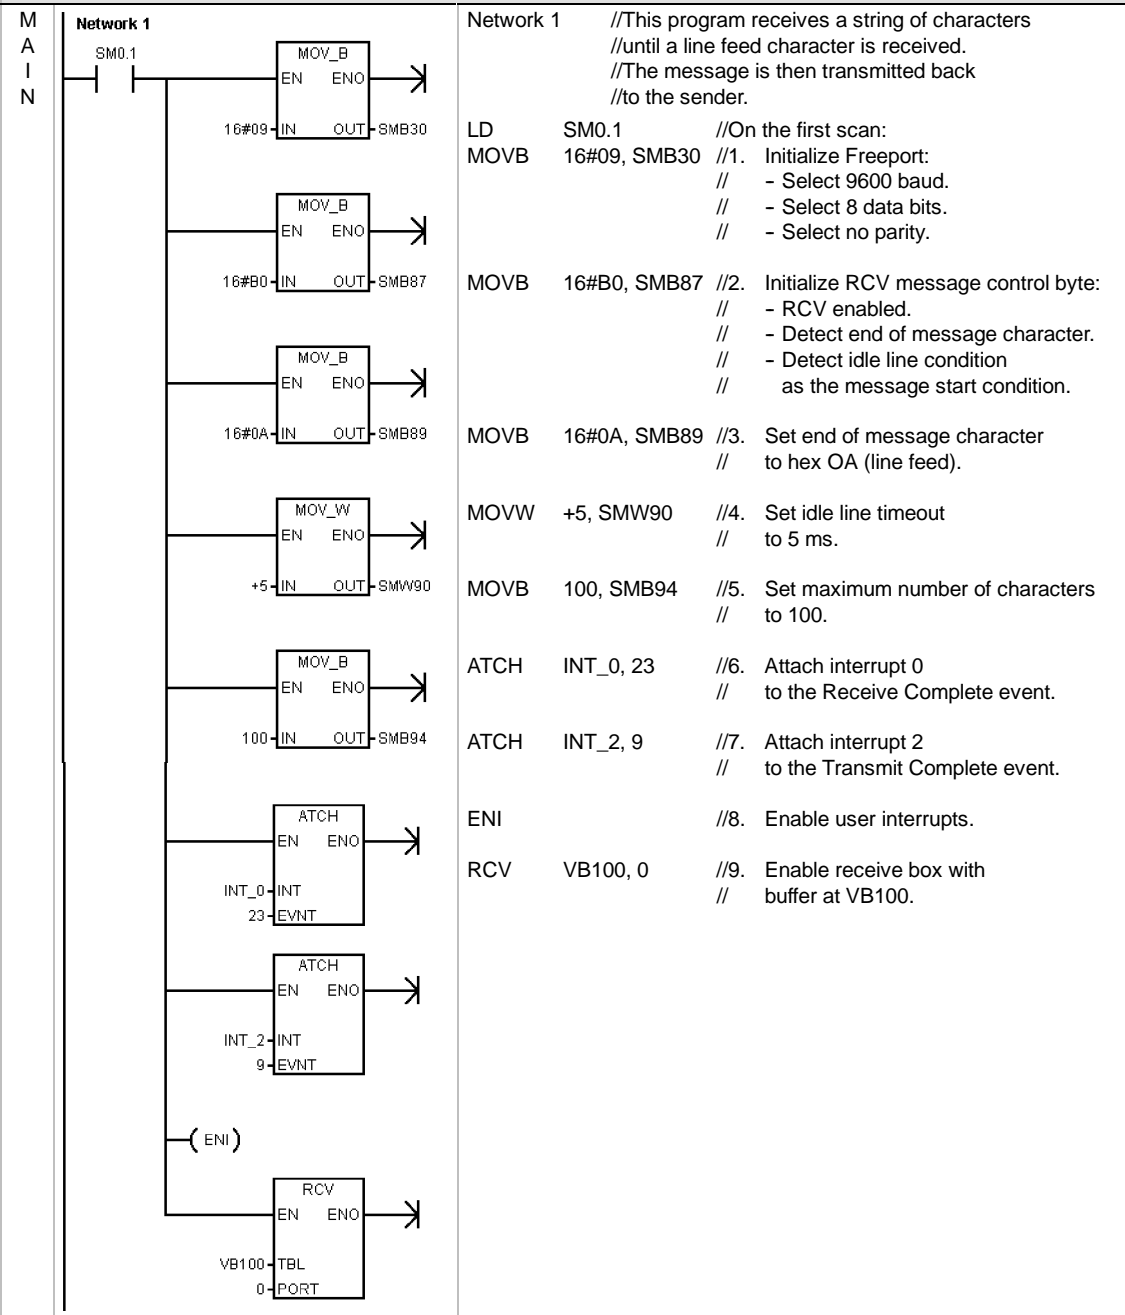 M
A
I
N
Network 1
SM0.1
MOV_B
EN ENO
16#09 IN OUT SMB30
MOV_B
EN ENO
16#B0 IN OUT SMB87
MOV_B
EN ENO
16#0A IN OUT SMB89
MOV_W
EN ENO
+5 IN OUT SMW90
MOV_B
EN ENO
100 IN OUT SMB94
ATCH
EN ENO
INT_0 INT
23 EVNT
ATCH
EN ENO
INT_2 INT
9 EVNT
ENI
RCV
EN ENO
VB100 TBL
0 PORT
Network 1 //This program receives a string of characters
//until a line feed character is received.
//The message is then transmitted back
//to the sender.
LD SM0.1 //On the first scan:
MOVB 16#09, SMB30 //1. Initialize Freeport:
// - Select 9600 baud.
// - Select 8 data bits.
// - Select no parity.
MOVB 16#B0, SMB87 //2. Initialize RCV message control byte:
// - RCV enabled.
// - Detect end of message character.
// - Detect idle line condition
// as the message start condition.
MOVB 16#0A, SMB89 //3. Set end of message character
// to hex OA (line feed).
MOVW +5, SMW90 //4. Set idle line timeout
// to 5 ms.
MOVB 100, SMB94 //5. Set maximum number of characters
// to 100.
ATCH INT_0, 23 //6. Attach interrupt 0
// to the Receive Complete event.
ATCH INT_2, 9 //7. Attach interrupt 2
// to the Transmit Complete event.
ENI //8. Enable user interrupts.
RCV VB100, 0 //9. Enable receive box with
// buffer at VB100.